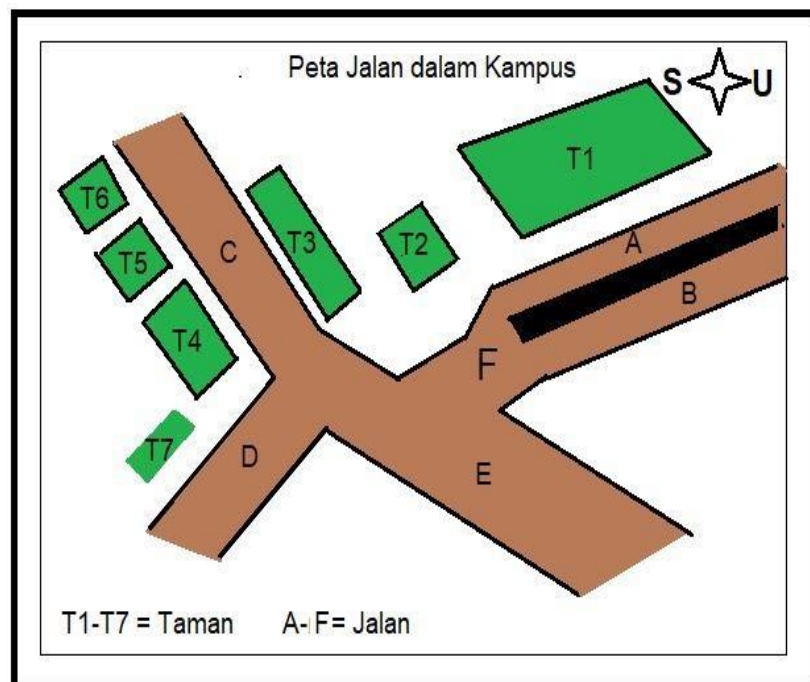 Peta Jalan dalam Kampus
S U
T1
T6
T3
T2
C
A
T5
B
T4
F
T7
D
E
T1-T7 = Taman A-F= Jalan